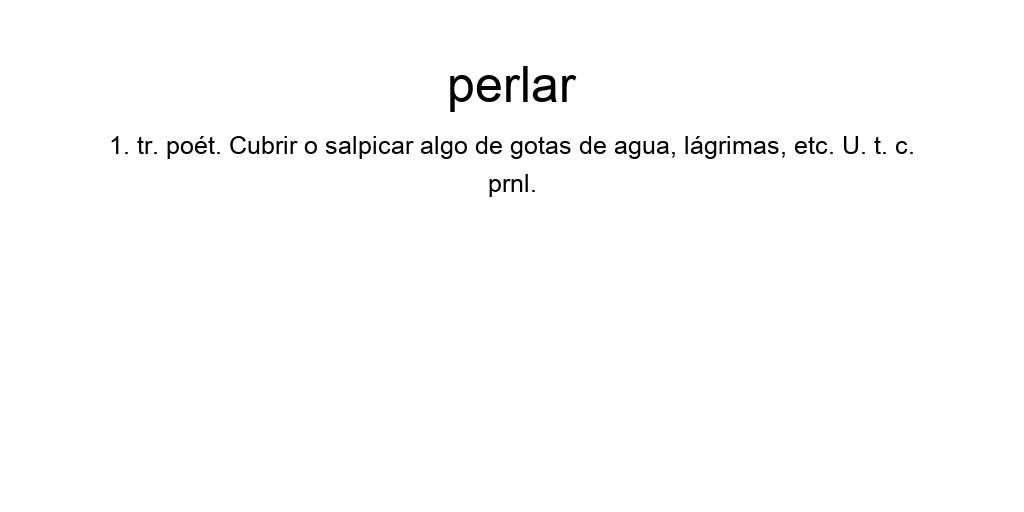 perlar
1. tr. poét. Cubrir o salpicar algo de gotas de agua, lágrimas, etc. U. t. c.
prnl.